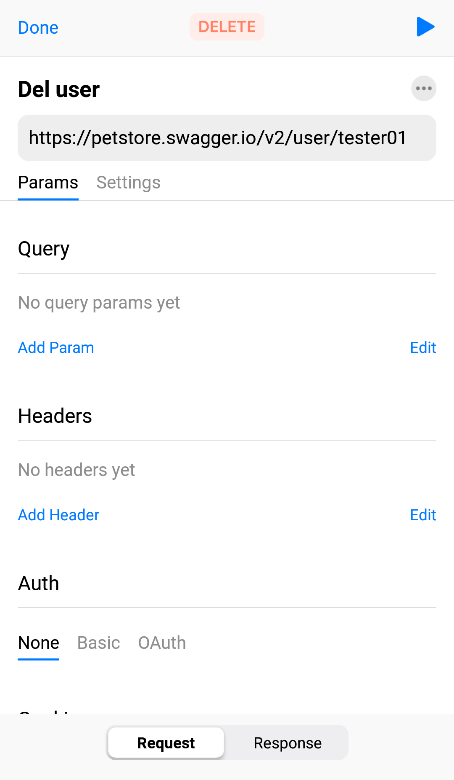 Done
DELETE
Del user
https://petstore.swagger.io/v2/user/tester01
Params Settings
Query
No query params yet
Add Param Edit
Headers
No headers yet
Add Header Edit
Auth
None Basic OAuth
Request Response